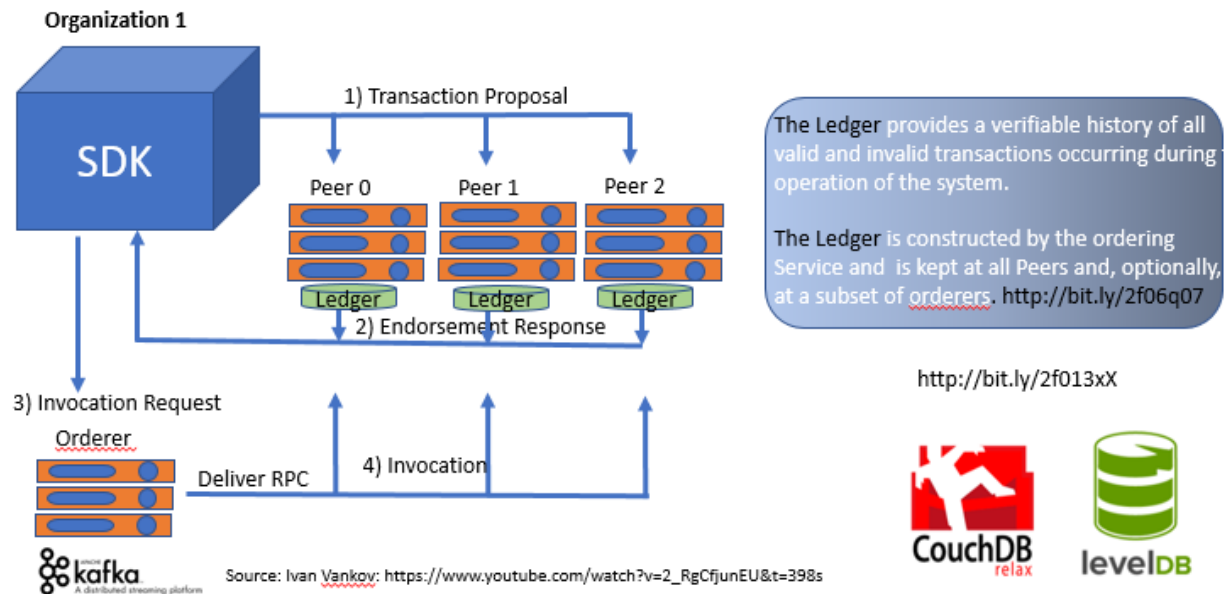 Organization 1
SDK
1) Transaction Proposal
Peer 0
Peer 1
Peer 2
Ledger
Ledger
Ledger
2) Endorsement Response
3) Invocation Request
Orderer
Deliver RPC
4) Invocation
The Ledger provides a verifiable history of all
valid and invalid transactions occurring during
operation of the system.
The Ledger is constructed by the ordering
Service and is kept at all Peers and, optionally,
at a subset of orderers. http://bit.ly/2f06q07
http://bit.ly/2f013xX
CouchDB
relax
levelDB
APACHE
kafka
A distributed streaming platform
Source: Ivan Vankov: https://www.youtube.com/watch?v=2_RgCfjunEU&t=398s